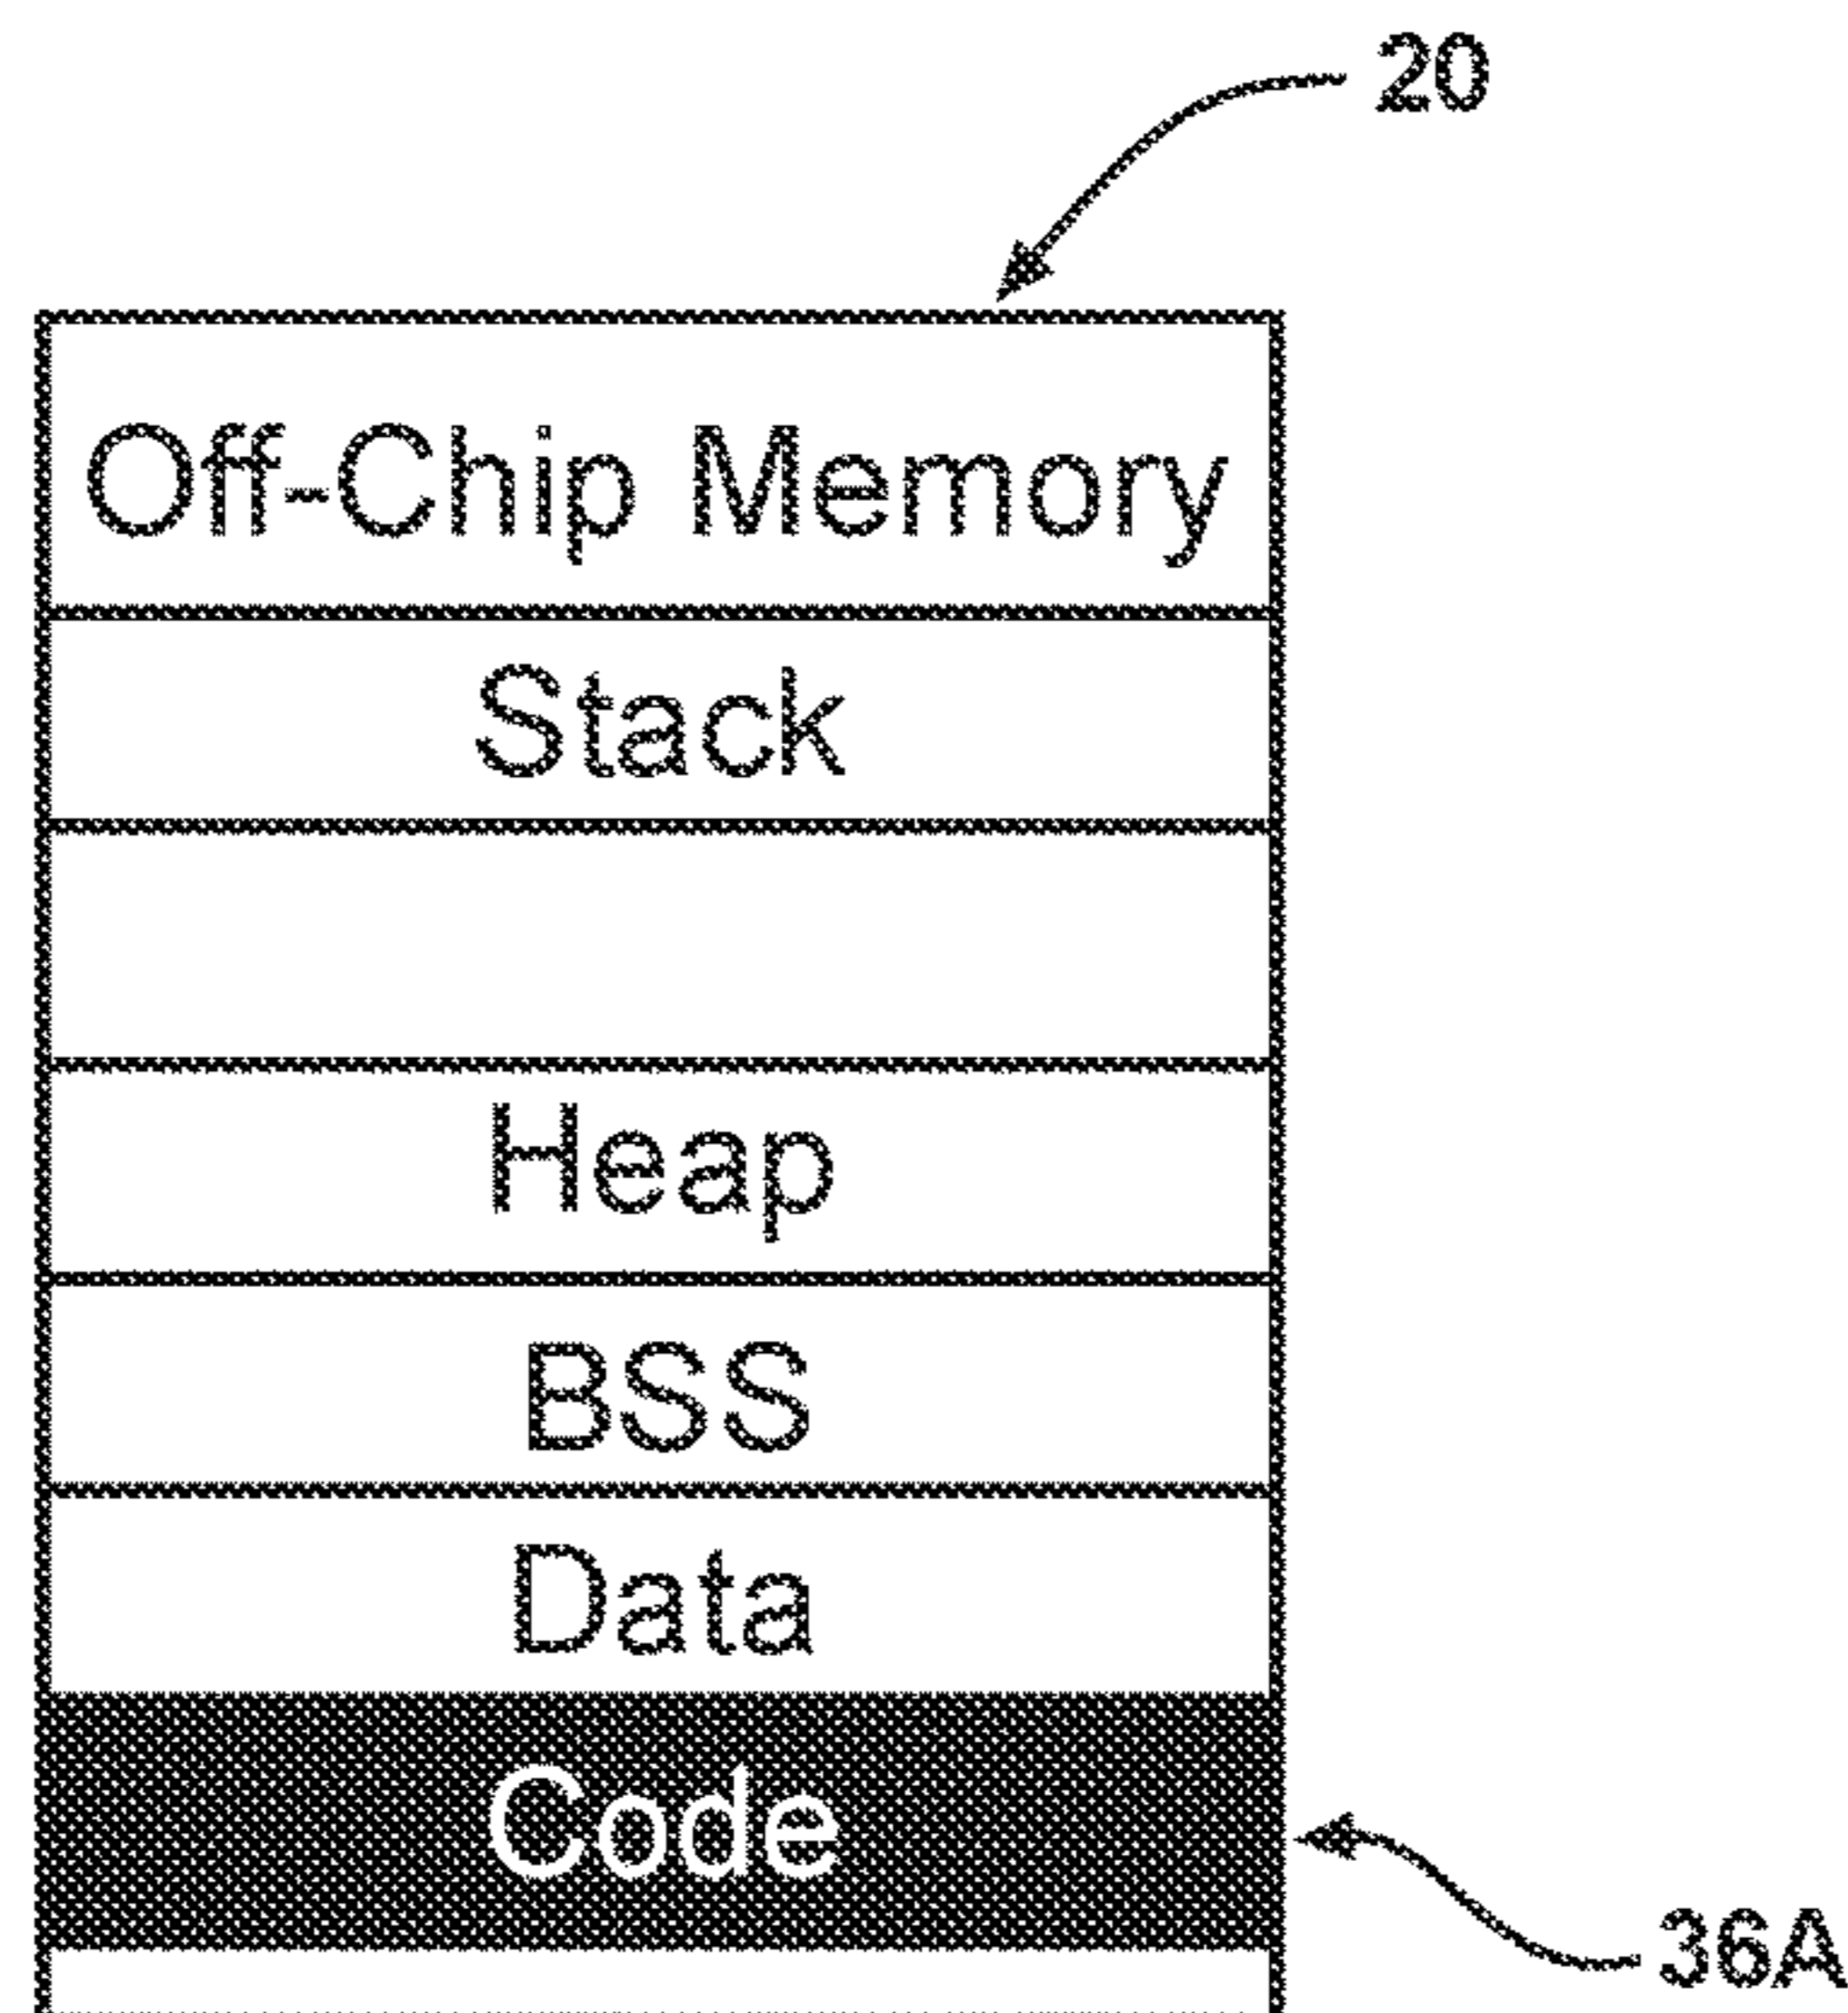 20
Off-Chip Memory
Stack
Heap
BSS
Data
Code
36A